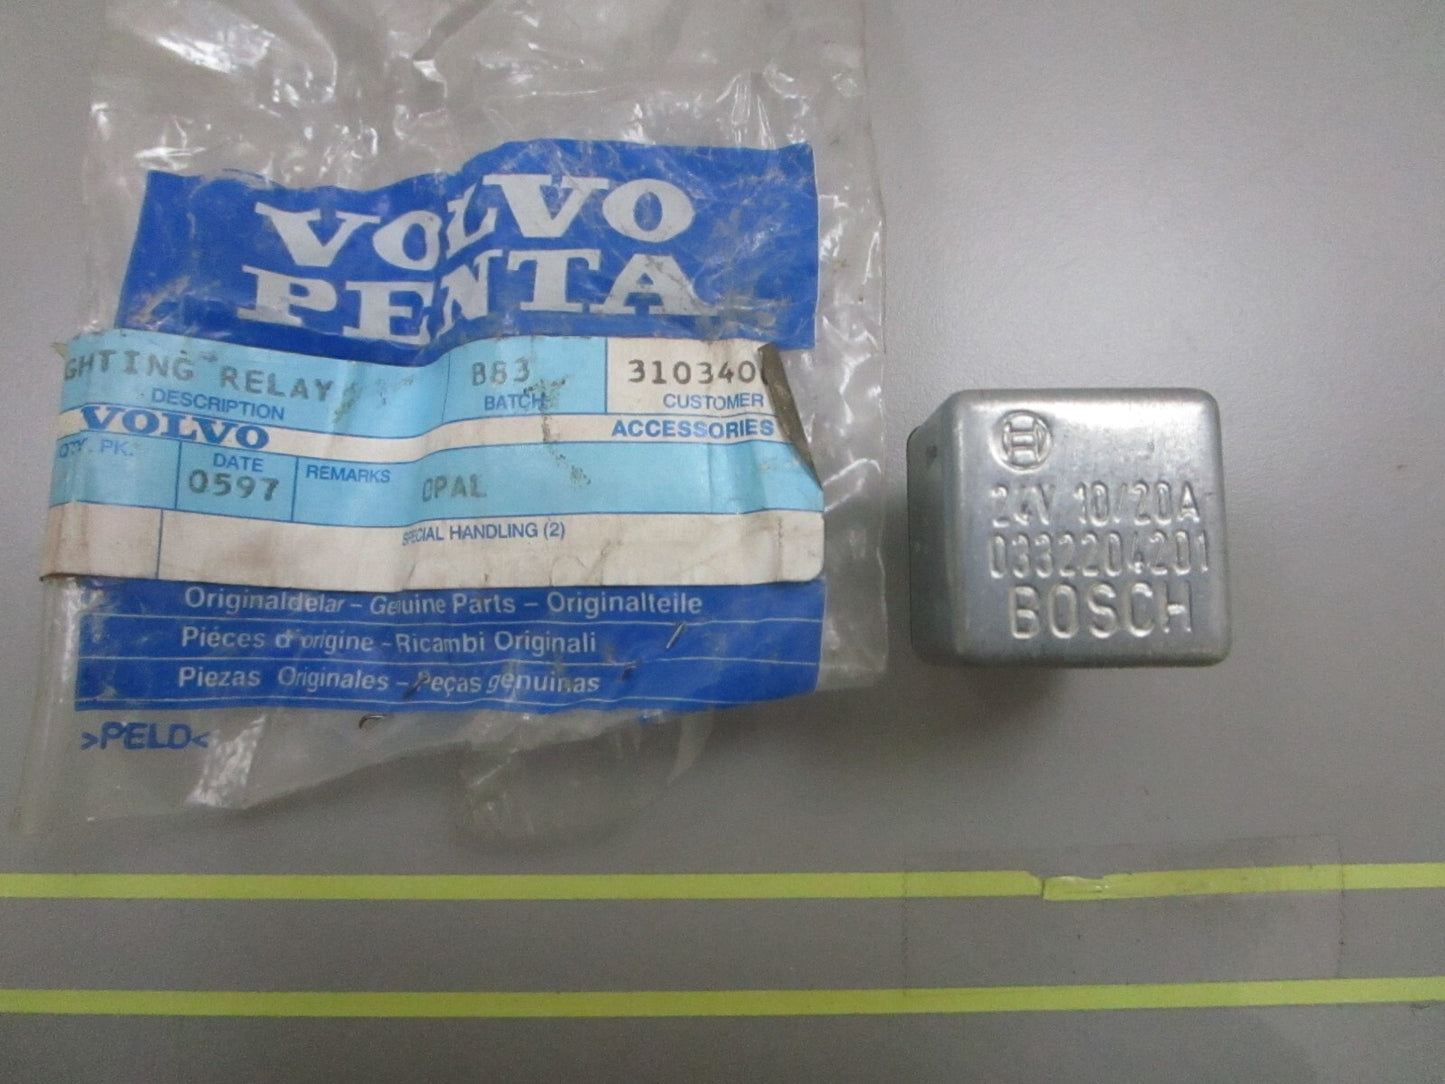 VOLVO
PENTA
GHTING RELAY B83 310340
DESCRIPTION BATCH CUSTOMER
VOLVO ACCESSORIES
QTY. PK. DATE REMARKS OPAL
0597
SPECIAL HANDLING (2)
Originaldelar - Genuine Parts - Originalteile
Piéces d'origine - Ricambi Originali
Piezas Originales - Peças genuinas
>PELD<
24V 10/20A
0332204201
BOSCH